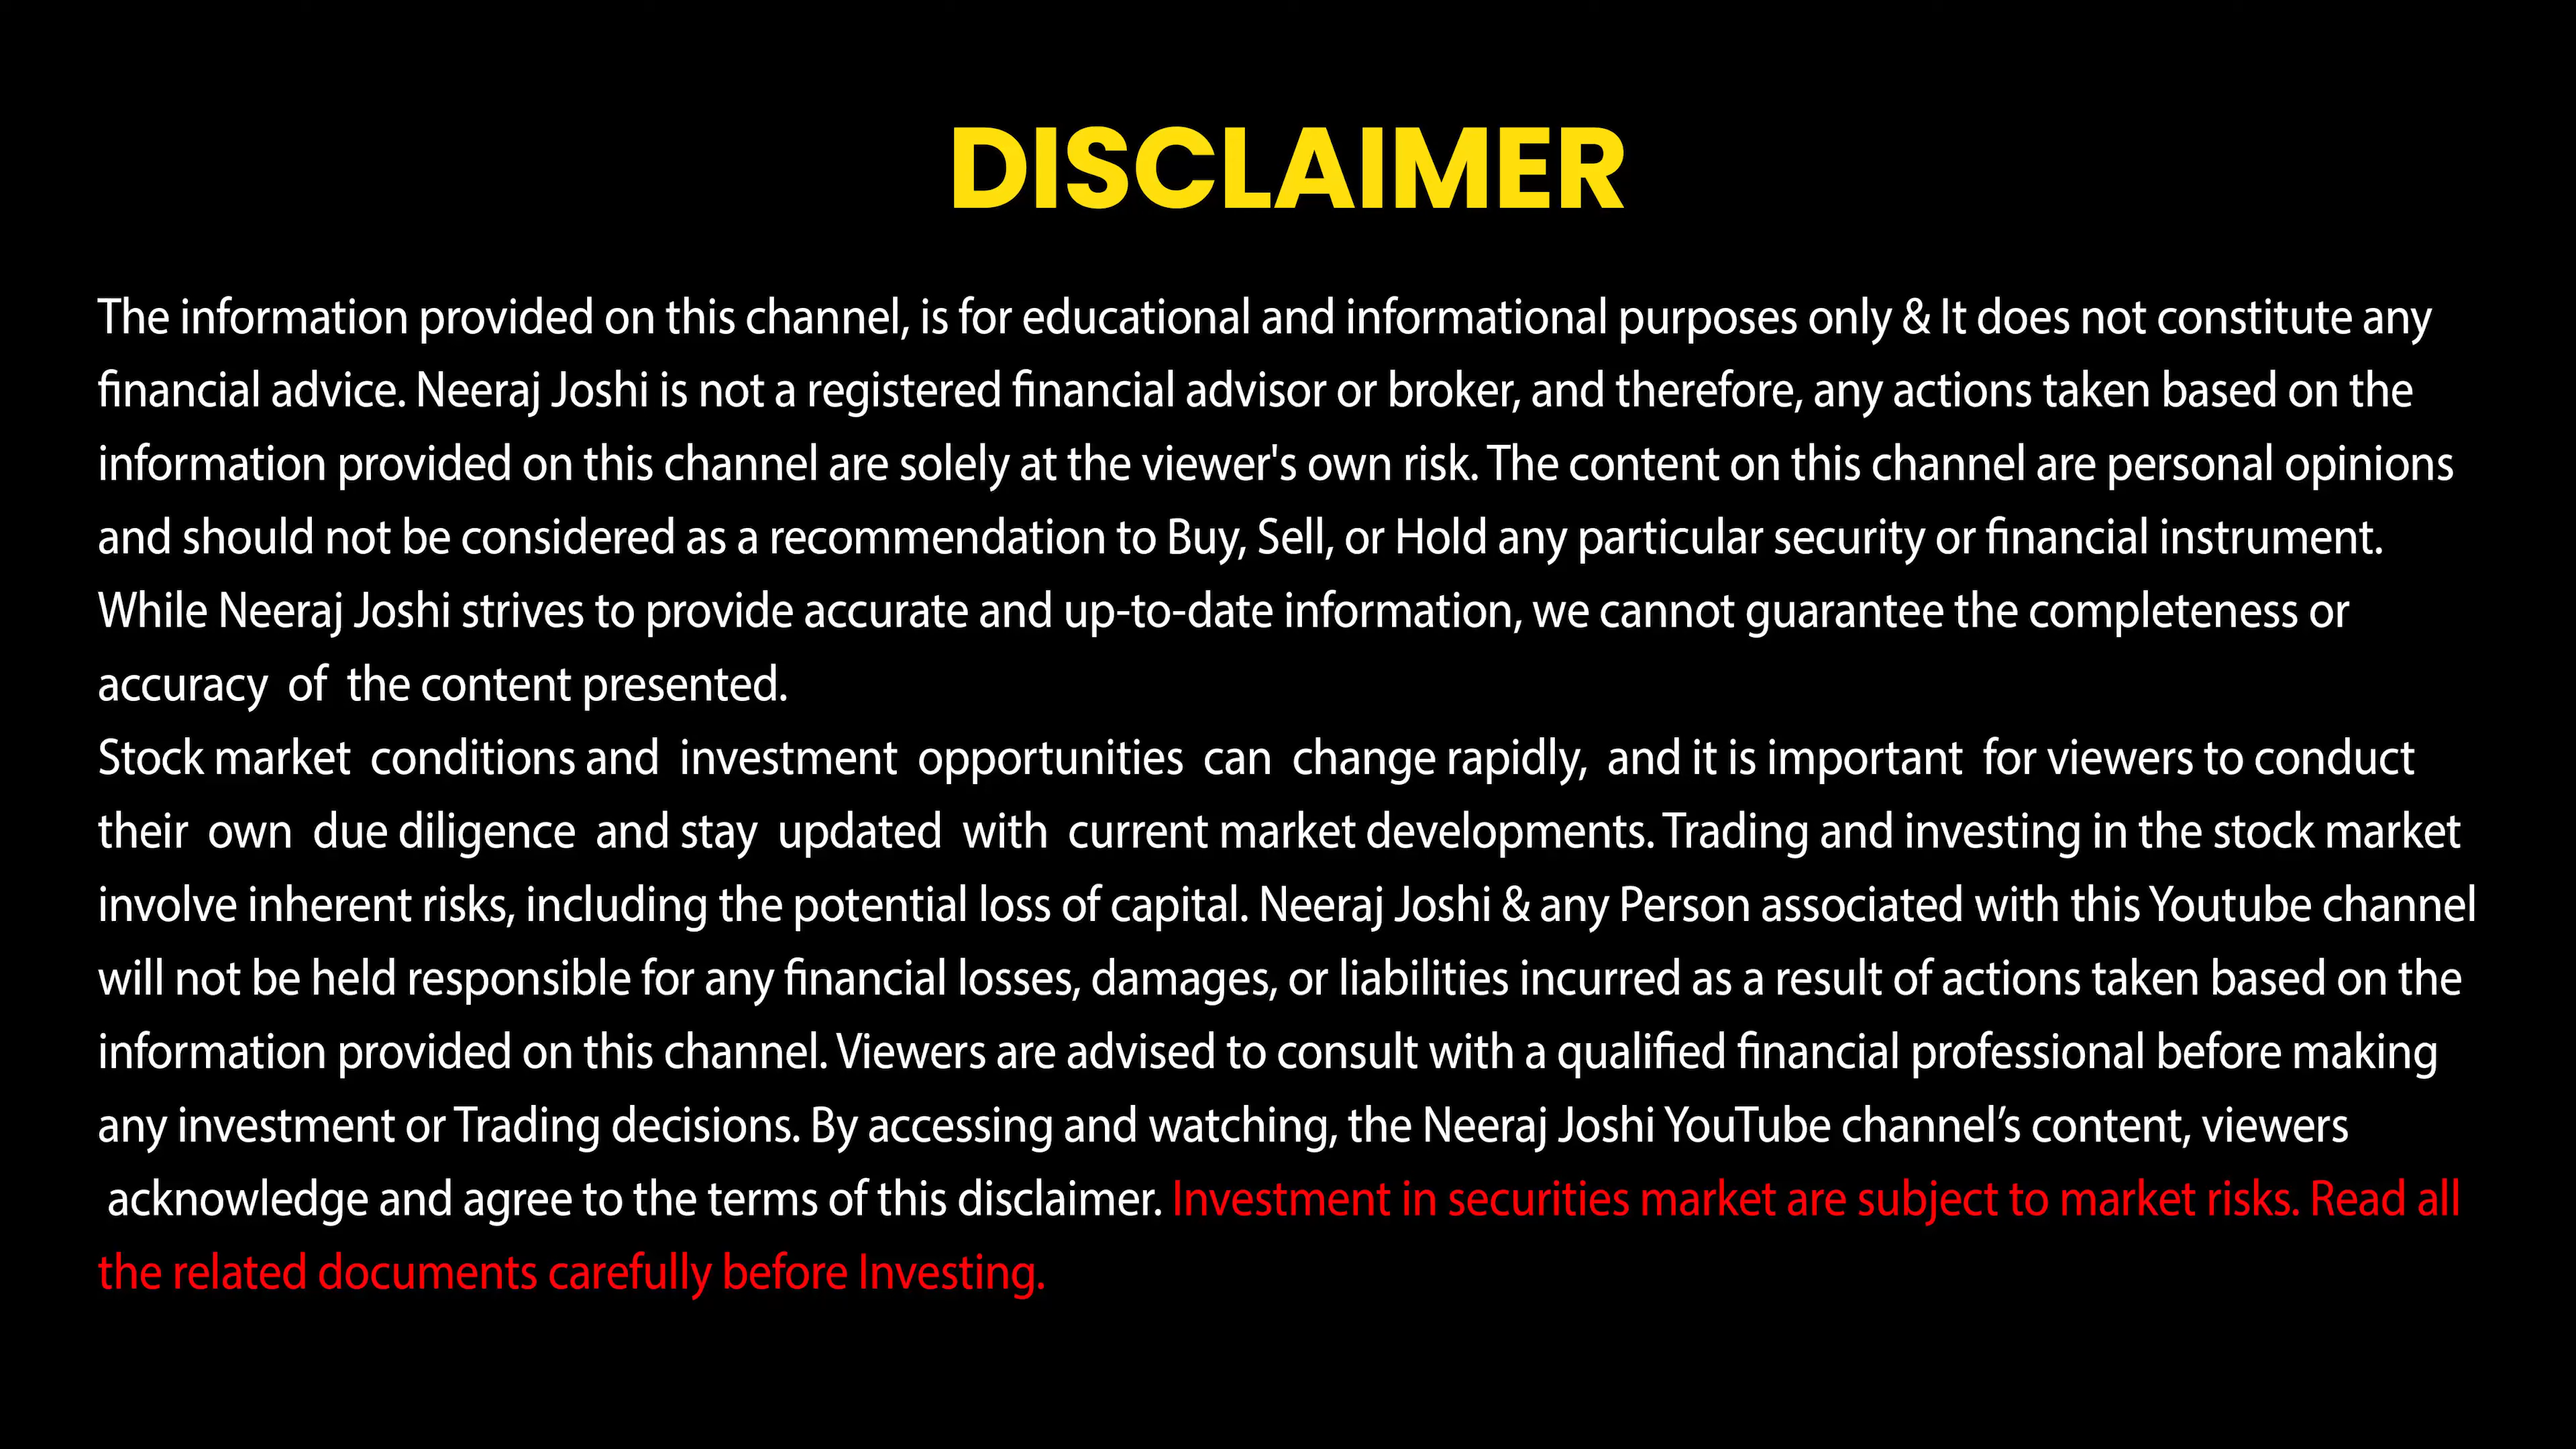 DISCLAIMER
The information provided on this channel, is for educational and informational purposes only & It does not constitute any
financial advice. Neeraj Joshi is not a registered financial advisor or broker, and therefore, any actions taken based on the
information provided on this channel are solely at the viewer's own risk. The content on this channel are personal opinions
and should not be considered as a recommendation to Buy, Sell, or Hold any particular security or financial instrument.
While Neeraj Joshi strives to provide accurate and up-to-date information, we cannot guarantee the completeness or
accuracy of the content presented.
Stock market conditions and investment opportunities can change rapidly, and it is important for viewers to conduct
their own due diligence and stay updated with current market developments. Trading and investing in the stock market
involve inherent risks, including the potential loss of capital. Neeraj Joshi & any Person associated with this Youtube channel
will not be held responsible for any financial losses, damages, or liabilities incurred as a result of actions taken based on the
information provided on this channel. Viewers are advised to consult with a qualified financial professional before making
any investment or Trading decisions. By accessing and watching, the Neeraj Joshi YouTube channel’s content, viewers
acknowledge and agree to the terms of this disclaimer. Investment in securities market are subject to market risks. Read all
the related documents carefully before Investing.